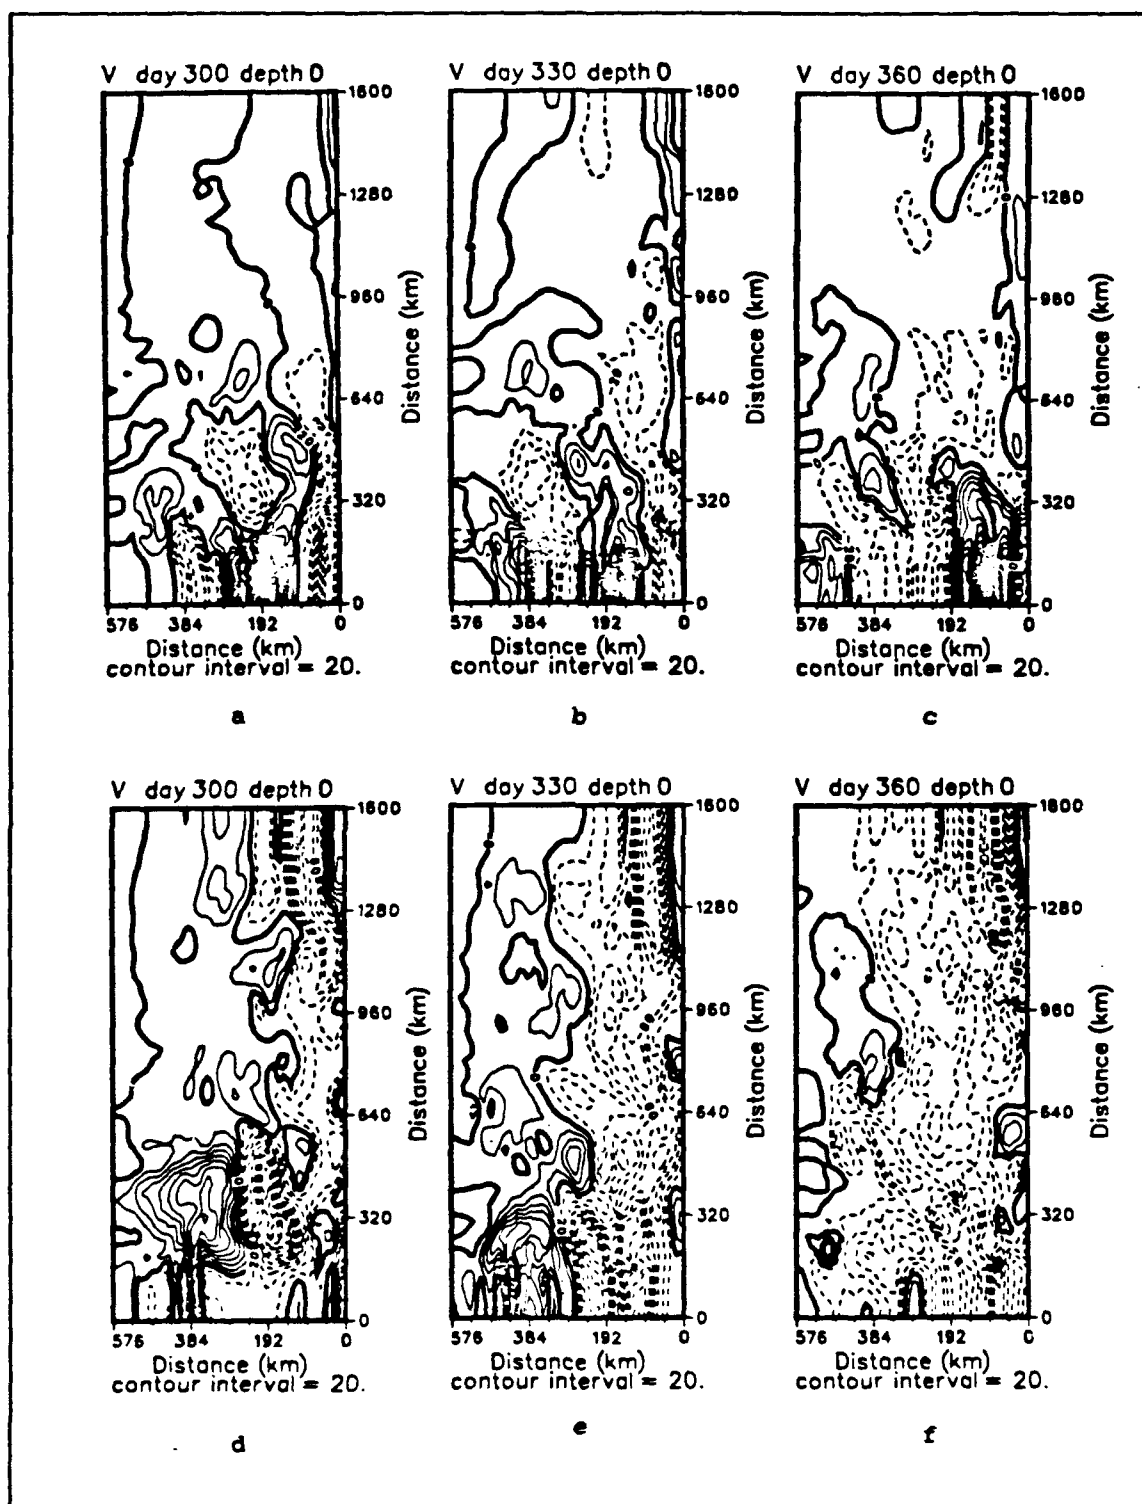 V day 300 depth 0
V day 330 depth 0
V day 360 depth 0
1600
1280
960
640
320
0
Distance (km)
576 384 192 0
Distance (km)
contour interval = 20.
a
1600
1280
960
640
320
0
Distance (km)
576 384 192 0
Distance (km)
contour interval = 20.
b
1600
1280
960
640
320
0
Distance (km)
576 384 192 0
Distance (km)
contour interval = 20.
c
V day 300 depth 0
V day 330 depth 0
V day 360 depth 0
1600
1280
960
640
320
0
Distance (km)
576 384 192 0
Distance (km)
contour interval = 20.
d
1600
1280
960
640
320
0
Distance (km)
576 384 192 0
Distance (km)
contour interval = 20.
e
1600
1280
960
640
320
0
Distance (km)
576 384 192 0
Distance (km)
contour interval = 20.
f